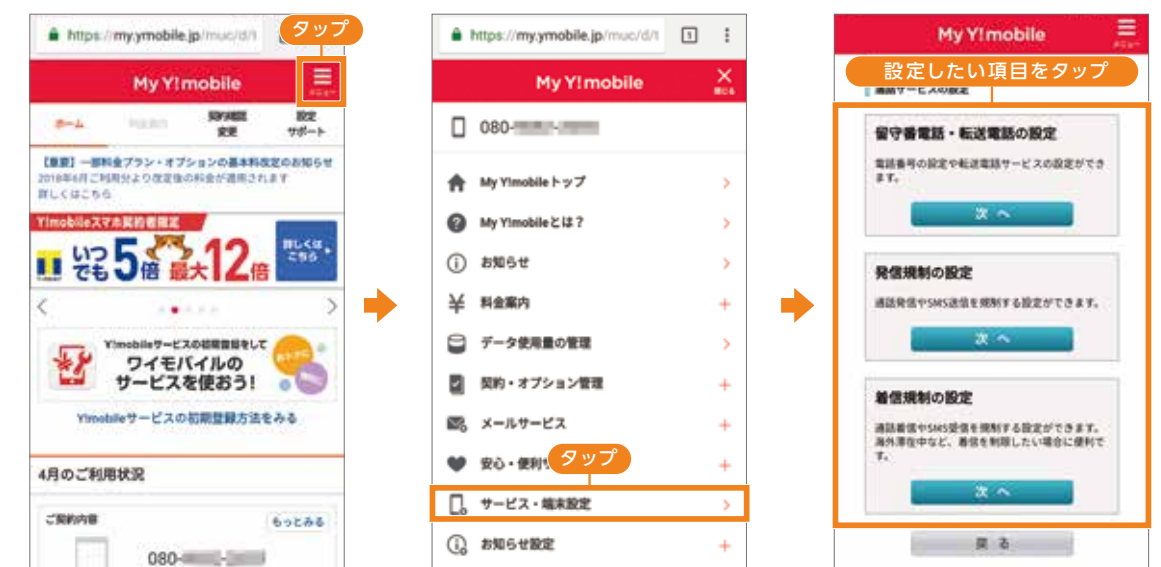 https://my.ymobile.jp/muc/d/t
タップ
My Y!mobile
メニュー
ホーム
料金案内
契約確認
変更
設定
サポート
【重要】一部料金プラン・オプションの基本料改定のお知らせ
2018年6月ご利用分より改定後の料金が適用されます
詳しくはこちら
Y!mobileスマホ契約者限定
いつでも5倍 最大12倍
詳しくはこちら
Y!mobileサービスの初期登録をして
ワイモバイルの
サービスを使おう!
Y!mobileサービスの初期登録方法をみる
4月のご利用状況
ご契約内容
もっとみる
080-
https://my.ymobile.jp/muc/d/t
1
My Y!mobile
閉じる
080-
My Y!mobileトップ
My Y!mobileとは?
お知らせ
料金案内
データ使用量の管理
契約・オプション管理
メールサービス
安心・便利
タップ
サービス・端末設定
お知らせ設定
My Y!mobile
メニュー
設定したい項目をタップ
通話サービスの設定
留守番電話・転送電話の設定
電話番号の設定や転送電話サービスの設定ができ
ます。
次へ
発信規制の設定
通話発信やSMS送信を規制する設定ができます。
次へ
着信規制の設定
通話着信やSMS受信を規制する設定ができます。
海外滞在中など、着信を制限したい場合に便利で
す。
次へ
戻る